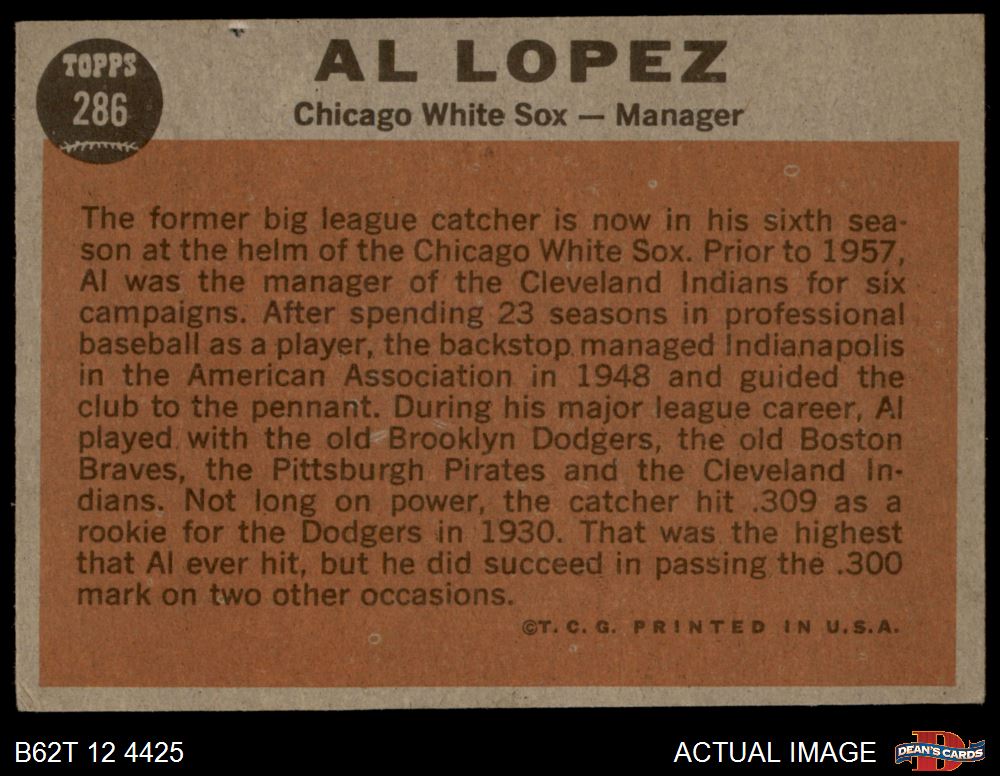 TOPPS
286
AL LOPEZ
Chicago White Sox — Manager
The former big league catcher is now in his sixth sea-
son at the helm of the Chicago White Sox. Prior to 1957,
Al was the manager of the Cleveland Indians for six
campaigns. After spending 23 seasons in professional
baseball as a player, the backstop managed Indianapolis
in the American Association in 1948 and guided the
club to the pennant. During his major league career, Al
played with the old Brooklyn Dodgers, the old Boston
Braves, the Pittsburgh Pirates and the Cleveland In-
dians. Not long on power, the catcher hit .309 as a
rookie for the Dodgers in 1930. That was the highest
that Al ever hit, but he did succeed in passing the .300
mark on two other occasions.
©T. C. G. PRINTED IN U.S.A.
B62T 12 4425
ACTUAL IMAGE
DEAN'S CARDS